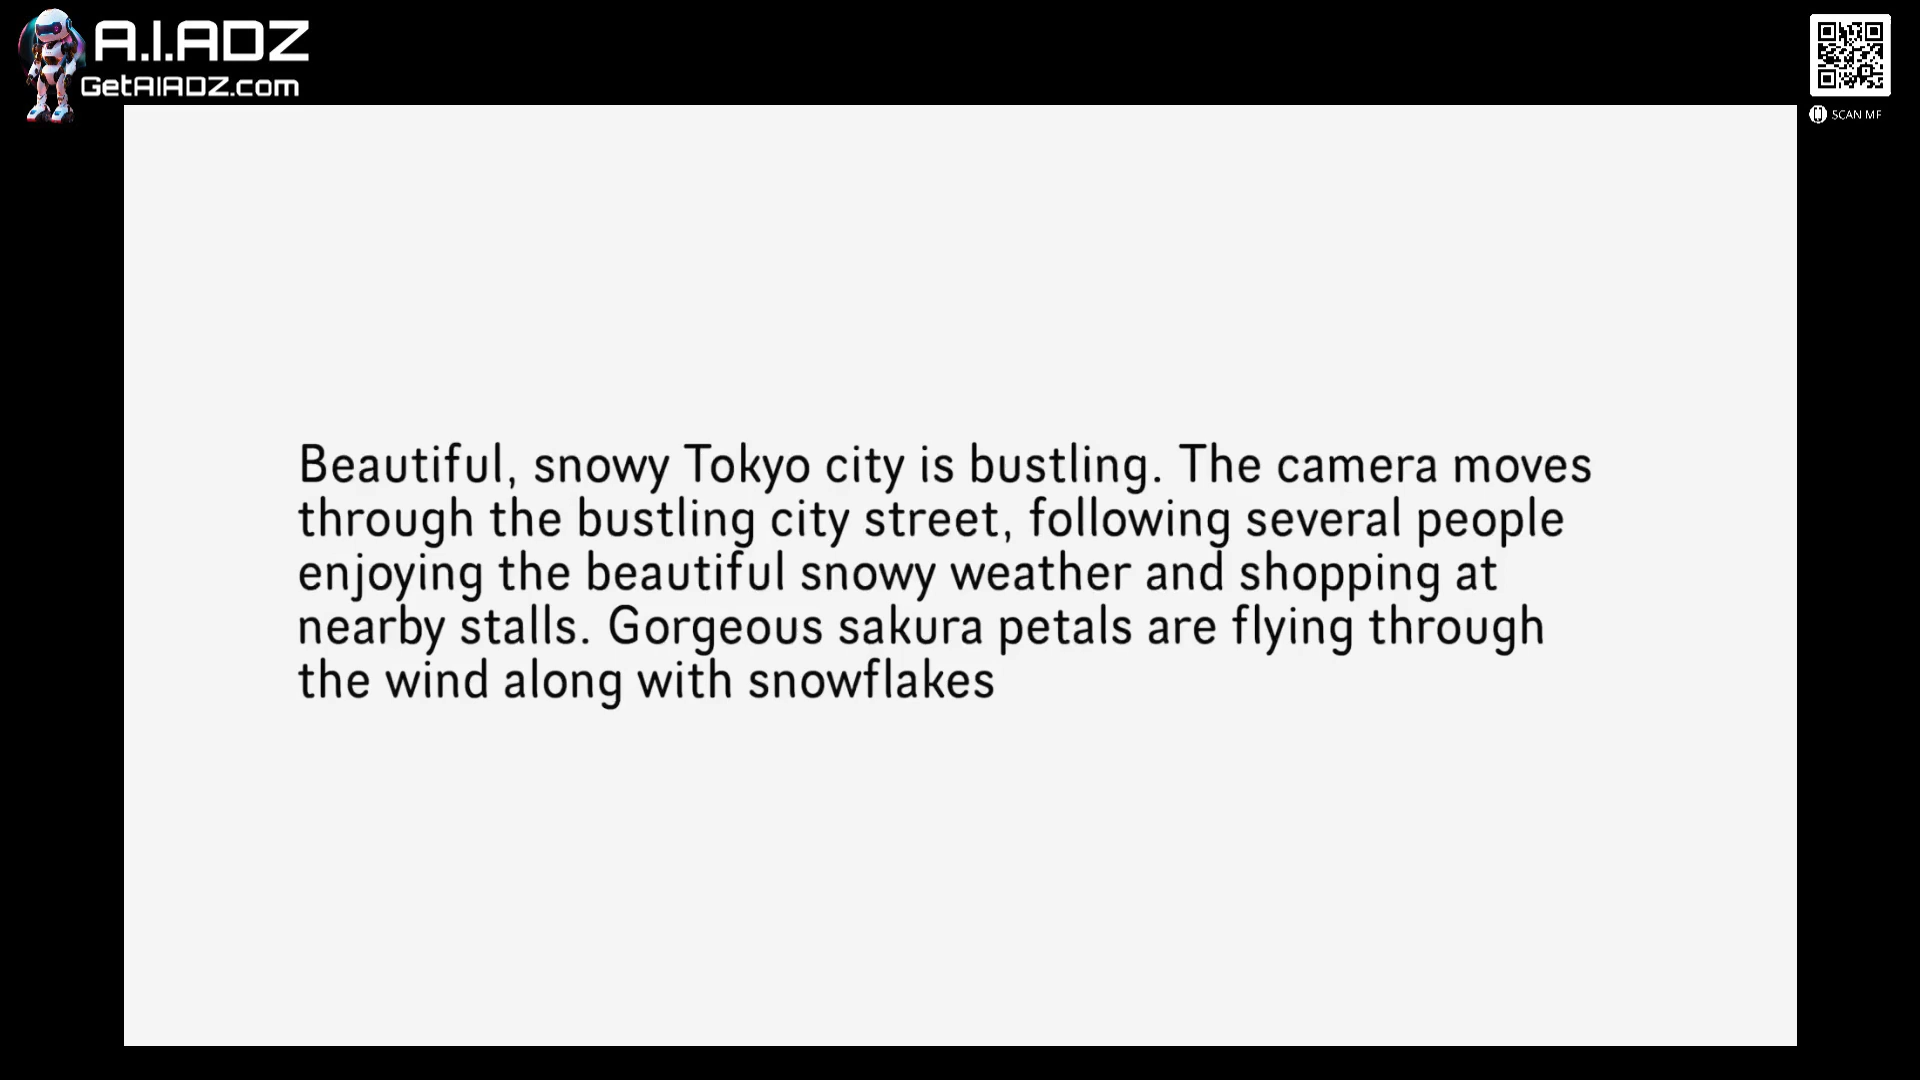 A.I.ADZ
GetAIADZ.com
SCAN ME
Beautiful, snowy Tokyo city is bustling. The camera moves
through the bustling city street, following several people
enjoying the beautiful snowy weather and shopping at
nearby stalls. Gorgeous sakura petals are flying through
the wind along with snowflakes